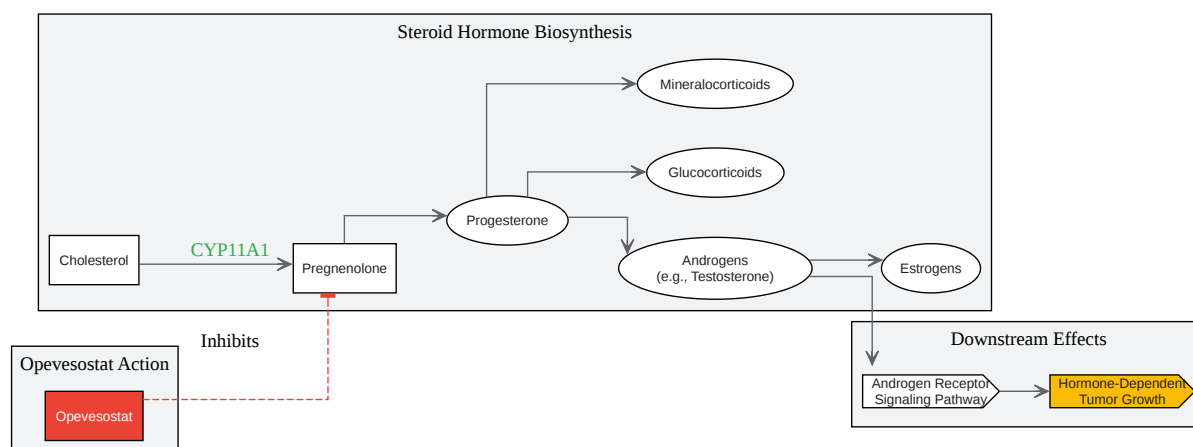 Steroid Hormone Biosynthesis
Mineralocorticoids
Glucocorticoids
Progesterone
CYP11A1
Cholesterol
Pregnenolone
Androgens
(e.g., Testosterone)
Estrogens
Inhibits
Opevesostat Action
Opevesostat
Downstream Effects
Androgen Receptor
Signaling Pathway
Hormone-Dependent
Tumor Growth